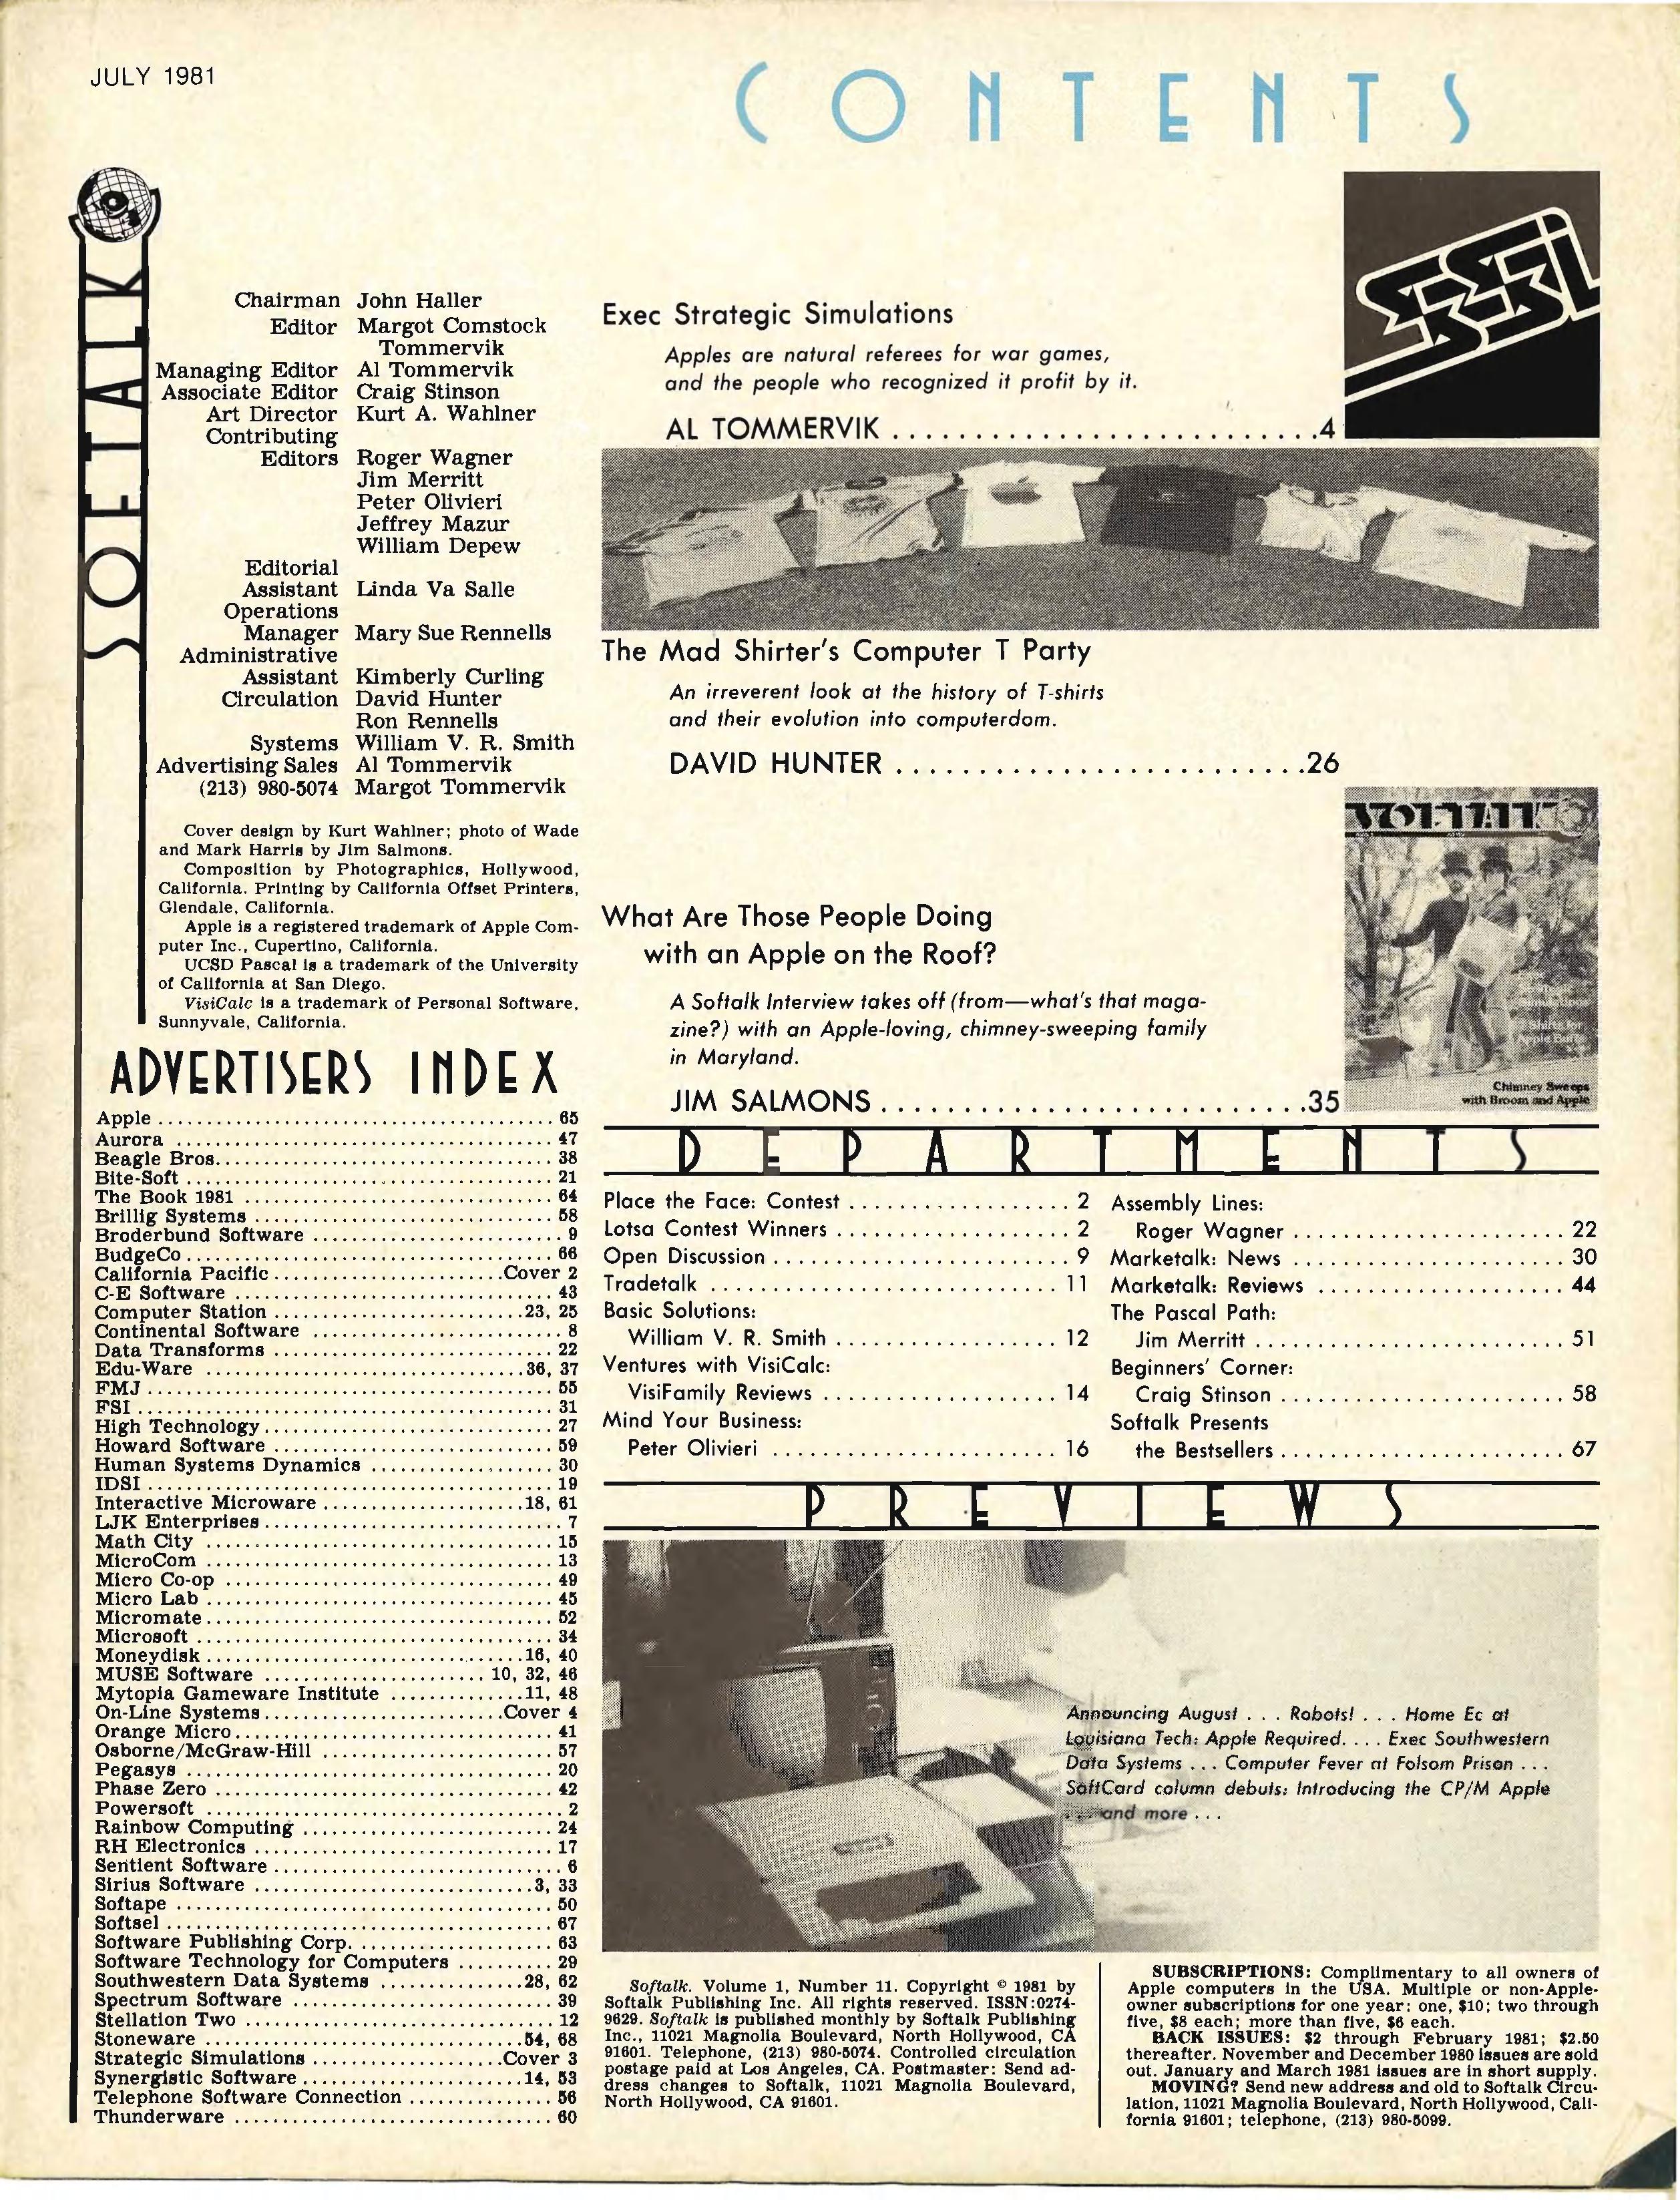 JULY 1981
CONTENTS
SOFTALK
Chairman John Haller
Editor Margot Comstock
Tommervik
Managing Editor Al Tommervik
Associate Editor Craig Stinson
Art Director Kurt A. Wahlner
Contributing
Editors Roger Wagner
Jim Merritt
Peter Olivieri
Jeffrey Mazur
William Depew
Editorial
Assistant Linda Va Salle
Operations
Manager Mary Sue Rennells
Administrative
Assistant Kimberly Curling
Circulation David Hunter
Ron Rennells
Systems William V. R. Smith
Advertising Sales Al Tommervik
(213) 980-5074 Margot Tommervik
Cover design by Kurt Wahlner; photo of Wade
and Mark Harris by Jim Salmons.
Composition by Photographics, Hollywood,
California. Printing by California Offset Printers,
Glendale, California.
Apple is a registered trademark of Apple Com-
puter Inc., Cupertino, California.
UCSD Pascal is a trademark of the University
of California at San Diego.
VisiCalc is a trademark of Personal Software,
Sunnyvale, California.
ADVERTISERS INDEX
Apple ........ 65
Aurora ........ 47
Beagle Bros. ........ 38
Bite-Soft ........ 21
The Book 1981 ........ 64
Brillig Systems ........ 58
Broderbund Software ........ 9
BudgeCo ........ 66
California Pacific ........ Cover 2
C-E Software ........ 43
Computer Station ........ 23, 25
Continental Software ........ 8
Data Transforms ........ 22
Edu-Ware ........ 36, 37
FMJ ........ 55
FSI ........ 31
High Technology ........ 27
Howard Software ........ 59
Human Systems Dynamics ........ 30
IDSI ........ 19
Interactive Microware ........ 18, 61
LJK Enterprises ........ 7
Math City ........ 15
MicroCom ........ 13
Micro Co-op ........ 49
Micro Lab ........ 45
Micromate ........ 52
Microsoft ........ 34
Moneydisk ........ 16, 40
MUSE Software ........ 10, 32, 46
Mytopia Gameware Institute ........ 11, 48
On-Line Systems ........ Cover 4
Orange Micro ........ 41
Osborne/McGraw-Hill ........ 57
Pegasys ........ 20
Phase Zero ........ 42
Powersoft ........ 2
Rainbow Computing ........ 24
RH Electronics ........ 17
Sentient Software ........ 6
Sirius Software ........ 3, 33
Softape ........ 50
Softsel ........ 67
Software Publishing Corp. ........ 63
Software Technology for Computers ........ 29
Southwestern Data Systems ........ 28, 62
Spectrum Software ........ 39
Stellation Two ........ 12
Stoneware ........ 54, 68
Strategic Simulations ........ Cover 3
Synergistic Software ........ 14, 53
Telephone Software Connection ........ 56
Thunderware ........ 60
SSI
Exec Strategic Simulations
Apples are natural referees for war games,
and the people who recognized it profit by it.
AL TOMMERVIK ........ 4
The Mad Shirter's Computer T Party
An irreverent look at the history of T-shirts
and their evolution into computerdom.
DAVID HUNTER ........ 26
What Are Those People Doing
with an Apple on the Roof?
A Softalk Interview takes off (from—what's that maga-
zine?) with an Apple-loving, chimney-sweeping family
in Maryland.
JIM SALMONS ........ 35
SOFTALK
Simulations
T-Shirts for
Apple Buffs
Chimney Sweeps
with Broom and Apple
DEPARTMENTS
Place the Face: Contest ........ 2
Lotsa Contest Winners ........ 2
Open Discussion ........ 9
Tradetalk ........ 11
Basic Solutions:
William V. R. Smith ........ 12
Ventures with VisiCalc:
VisiFamily Reviews ........ 14
Mind Your Business:
Peter Olivieri ........ 16
Assembly Lines:
Roger Wagner ........ 22
Marketalk: News ........ 30
Marketalk: Reviews ........ 44
The Pascal Path:
Jim Merritt ........ 51
Beginners' Corner:
Craig Stinson ........ 58
Softalk Presents
the Bestsellers ........ 67
PREVIEWS
Announcing August . . . Robots! . . . Home Ec at
Louisiana Tech: Apple Required. . . . Exec Southwestern
Data Systems . . . Computer Fever at Folsom Prison . . .
SoftCard column debuts: Introducing the CP/M Apple
. . . and more . . .
Softalk. Volume 1, Number 11. Copyright © 1981 by
Softalk Publishing Inc. All rights reserved. ISSN:0274-
9629. Softalk is published monthly by Softalk Publishing
Inc., 11021 Magnolia Boulevard, North Hollywood, CA
91601. Telephone, (213) 980-5074. Controlled circulation
postage paid at Los Angeles, CA. Postmaster: Send ad-
dress changes to Softalk, 11021 Magnolia Boulevard,
North Hollywood, CA 91601.
SUBSCRIPTIONS: Complimentary to all owners of
Apple computers in the USA. Multiple or non-Apple-
owner subscriptions for one year: one, $10; two through
five, $8 each; more than five, $6 each.
BACK ISSUES: $2 through February 1981; $2.50
thereafter. November and December 1980 issues are sold
out. January and March 1981 issues are in short supply.
MOVING? Send new address and old to Softalk Circu-
lation, 11021 Magnolia Boulevard, North Hollywood, Cali-
fornia 91601; telephone, (213) 980-5099.